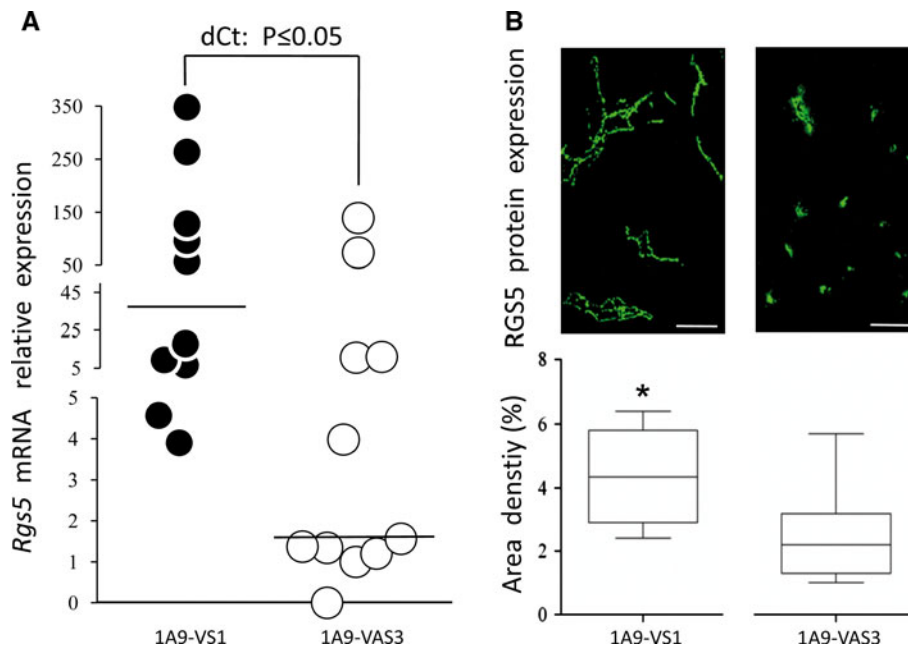 A
dCt: P≤0.05
Rgs5 mRNA relative expression
350
250
150
50
45
25
5
5
4
3
2
1
0
1A9-VS1
1A9-VAS3
B
RGS5 protein expression
Area denstiy (%)
8
6
4
2
0
*
1A9-VS1
1A9-VAS3